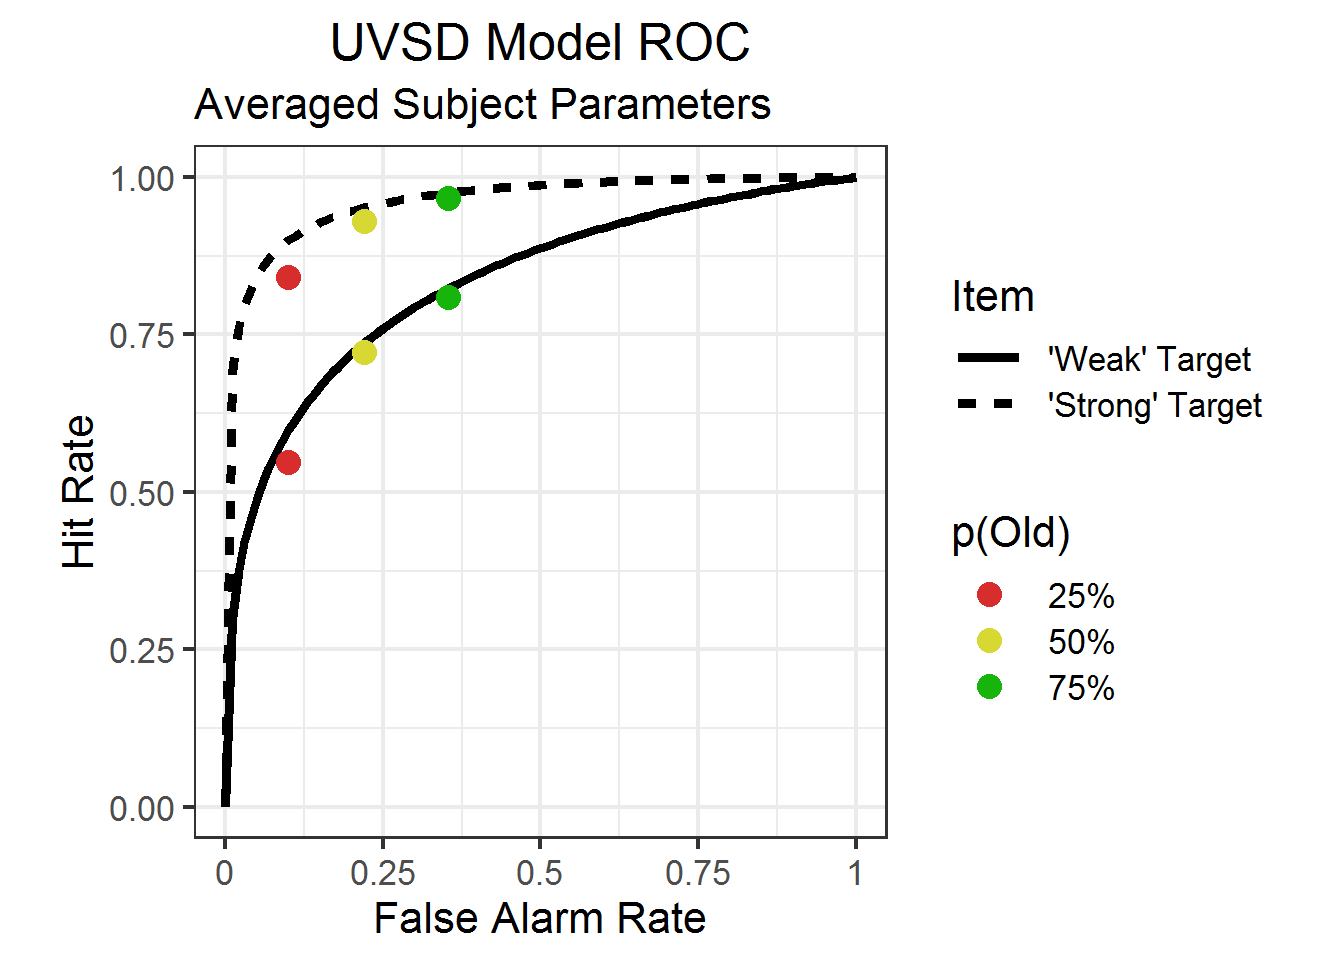 UVSD Model ROC
Averaged Subject Parameters
1.00
0.75
0.50
0.25
0.00
Hit Rate
0 0.25 0.5 0.75 1
False Alarm Rate
Item
'Weak' Target
'Strong' Target
p(Old)
25%
50%
75%